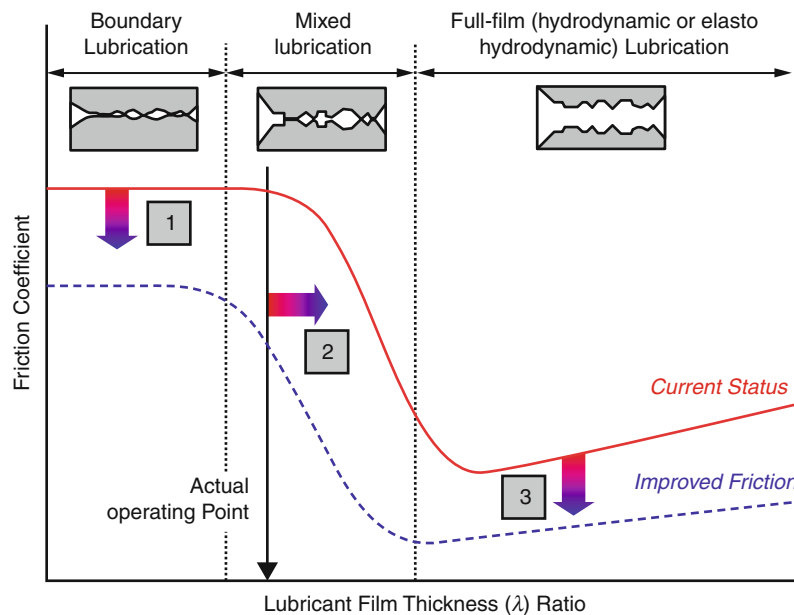 Boundary
Lubrication
Mixed
lubrication
Full-film (hydrodynamic or elasto
hydrodynamic) Lubrication
1
2
3
Current Status
Improved Friction
Actual
operating Point
Friction Coefficient
Lubricant Film Thickness (λ) Ratio